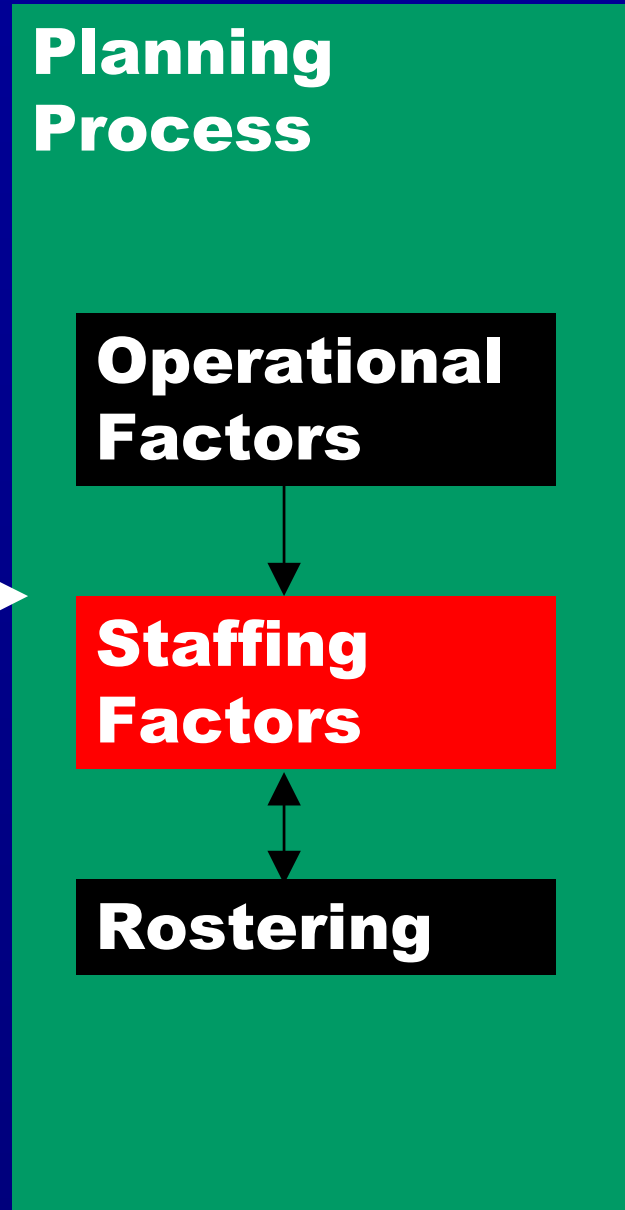 Planning
Process
Operational
Factors
Staffing
Factors
Rostering